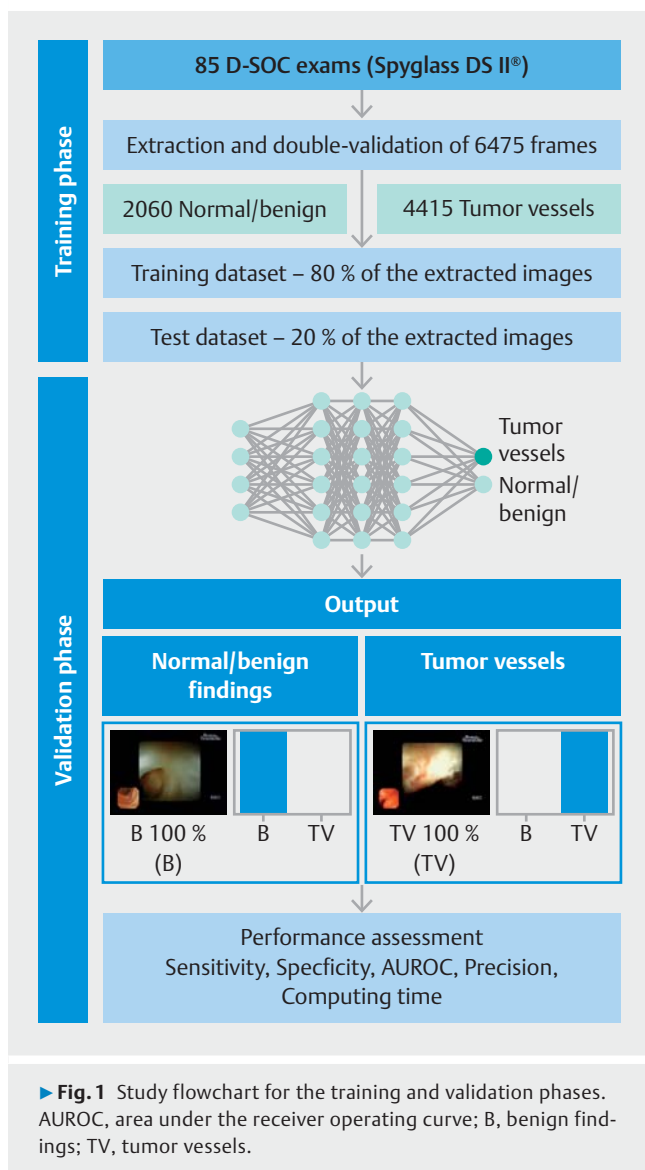 85 D-SOC exams (Spyglass DS II®)
Training phase
Extraction and double-validation of 6475 frames
2060 Normal/benign
4415 Tumor vessels
Training dataset – 80 % of the extracted images
Test dataset – 20 % of the extracted images
Validation phase
Tumor
vessels
Normal/
benign
Output
Normal/benign
findings
Tumor vessels
B 100 %
(B)
B TV
TV 100 %
(TV)
B TV
Performance assessment
Sensitivity, Specficity, AUROC, Precision,
Computing time
▶ Fig. 1 Study flowchart for the training and validation phases.
AUROC, area under the receiver operating curve; B, benign find-
ings; TV, tumor vessels.